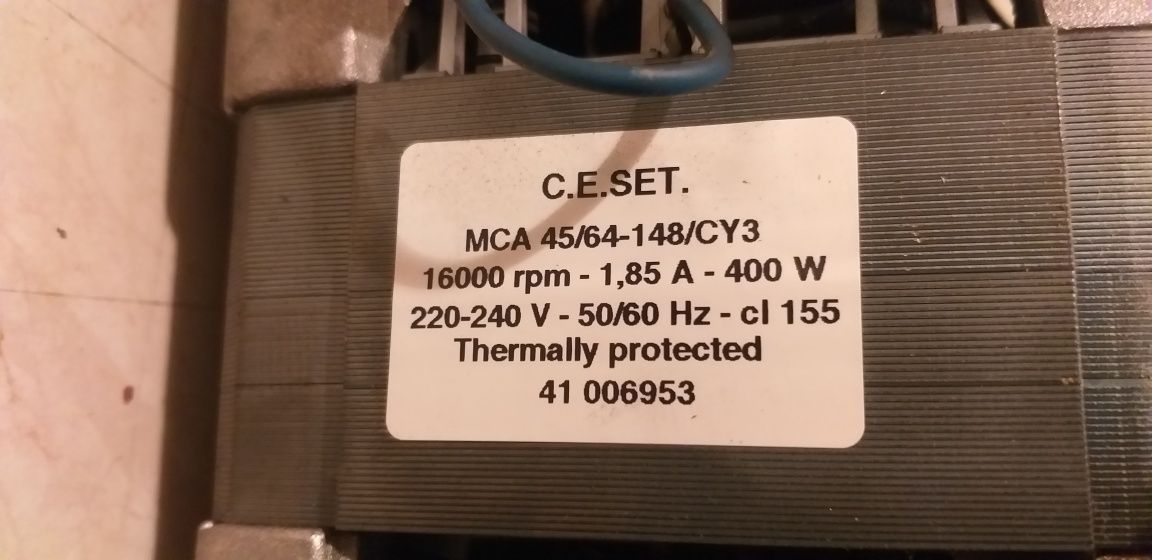 C.E.SET.
MCA 45/64-148/CY3
16000 rpm - 1,85 A - 400 W
220-240 V - 50/60 Hz - cl 155
Thermally protected
41 006953